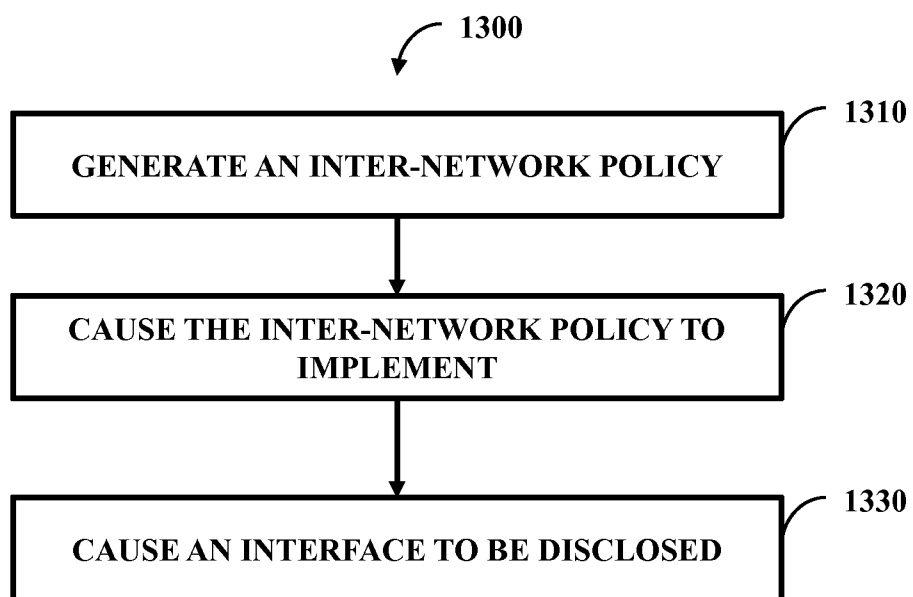 1300
1310
GENERATE AN INTER-NETWORK POLICY
1320
CAUSE THE INTER-NETWORK POLICY TO
IMPLEMENT
1330
CAUSE AN INTERFACE TO BE DISCLOSED